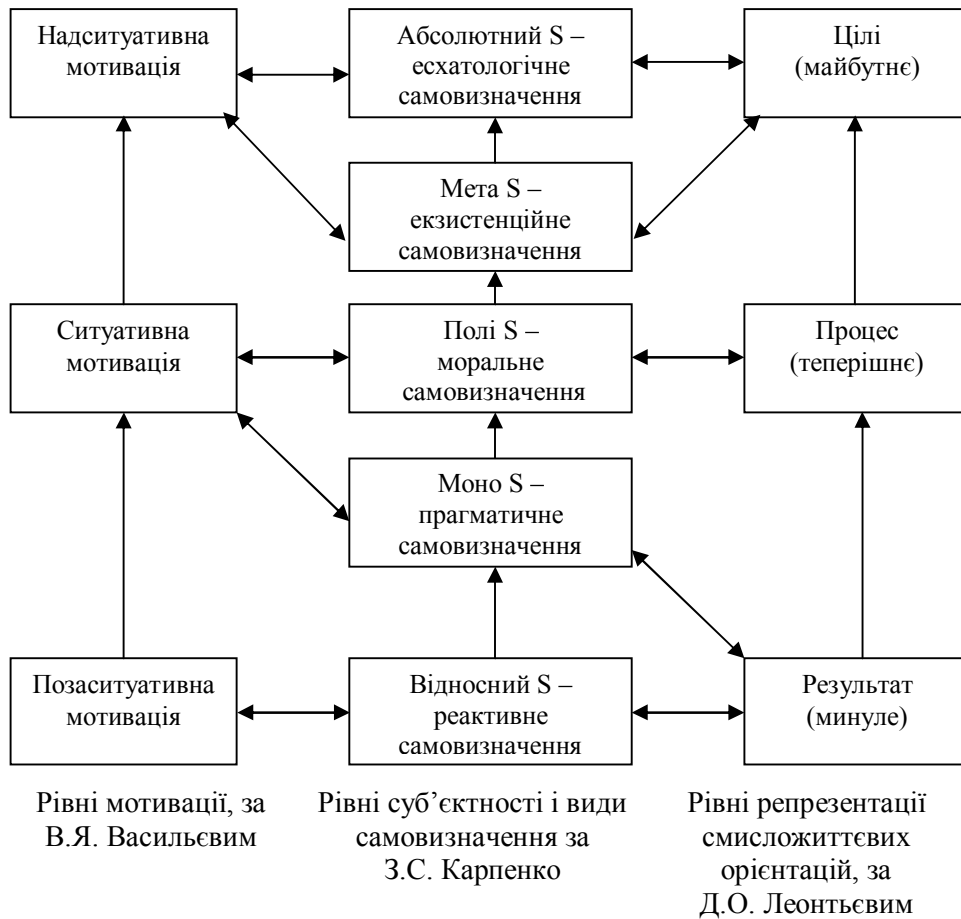 Надситуативна
мотивація
Абсолютний S –
есхатологічне
самовизначення
Цілі
(майбутнє)
Мета S –
екзистенційне
самовизначення
Ситуативна
мотивація
Полі S –
моральне
самовизначення
Процес
(теперішнє)
Моно S –
прагматичне
самовизначення
Позаситуативна
мотивація
Відносний S –
реактивне
самовизначення
Результат
(минуле)
Рівні мотивації, за
В.Я. Васильєвим
Рівні суб’єктності і види
самовизначення за
З.С. Карпенко
Рівні репрезентації
смисложиттєвих
орієнтацій, за
Д.О. Леонтьєвим